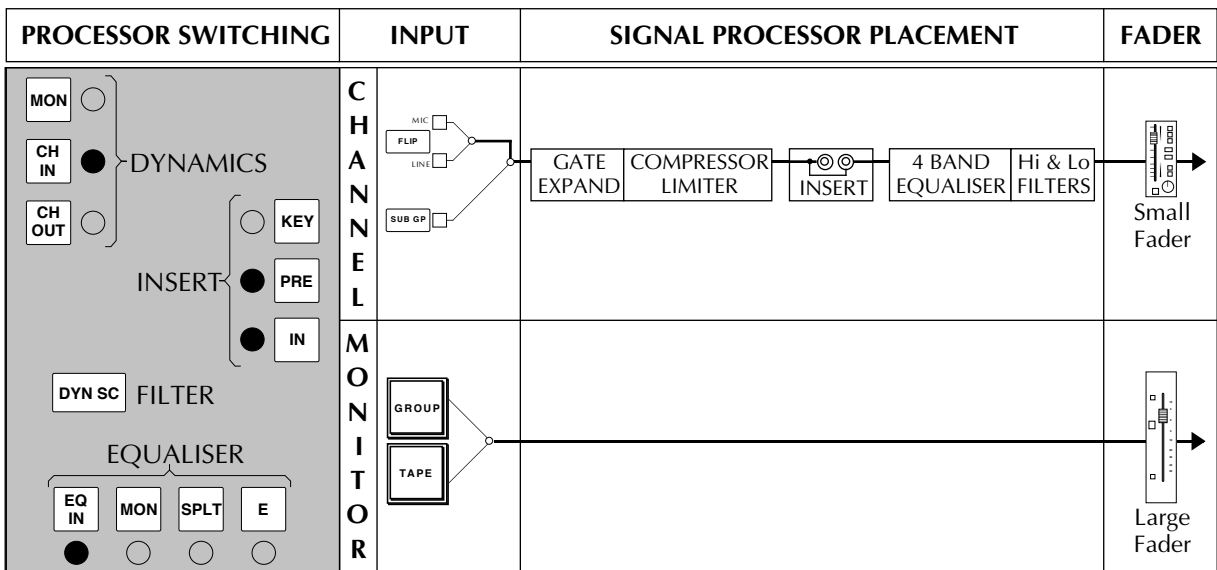 PROCESSOR SWITCHING
INPUT
SIGNAL PROCESSOR PLACEMENT
FADER
MON
CH IN
CH OUT
DYNAMICS
KEY
PRE
IN
INSERT
DYN SC
FILTER
EQUALISER
EQ IN
MON
SPLT
E
CHANNEL
MIC
FLIP
LINE
SUB GP
GATE EXPAND
COMPRESSOR LIMITER
INSERT
4 BAND EQUALISER
Hi & Lo FILTERS
Small Fader
MONITOR
GROUP
TAPE
Large Fader